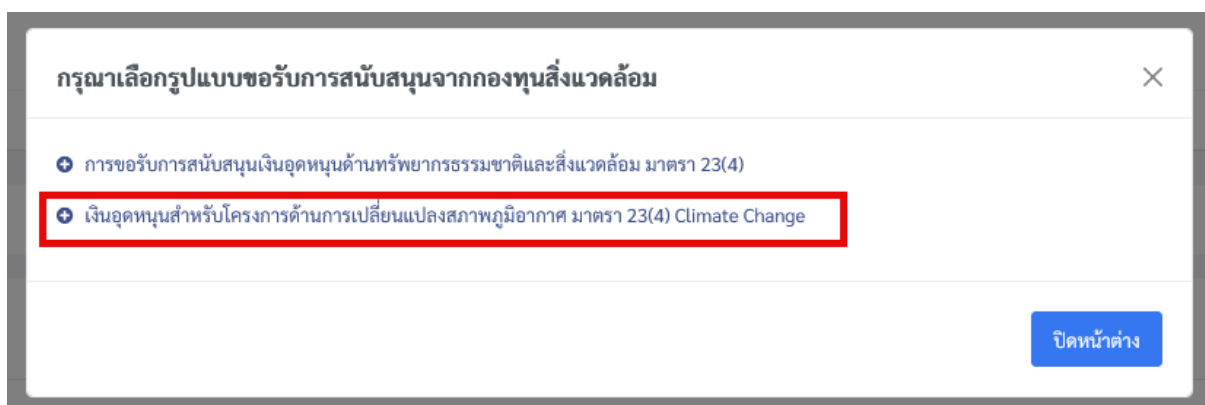 กรุณาเลือกรูปแบบขอรับการสนับสนุนจากกองทุนสิ่งแวดล้อม
การขอรับการสนับสนุนเงินอุดหนุนด้านทรัพยากรธรรมชาติและสิ่งแวดล้อม มาตรา 23(4)
เงินอุดหนุนสำหรับโครงการด้านการเปลี่ยนแปลงสภาพภูมิอากาศ มาตรา 23(4) Climate Change
ปิดหน้าต่าง